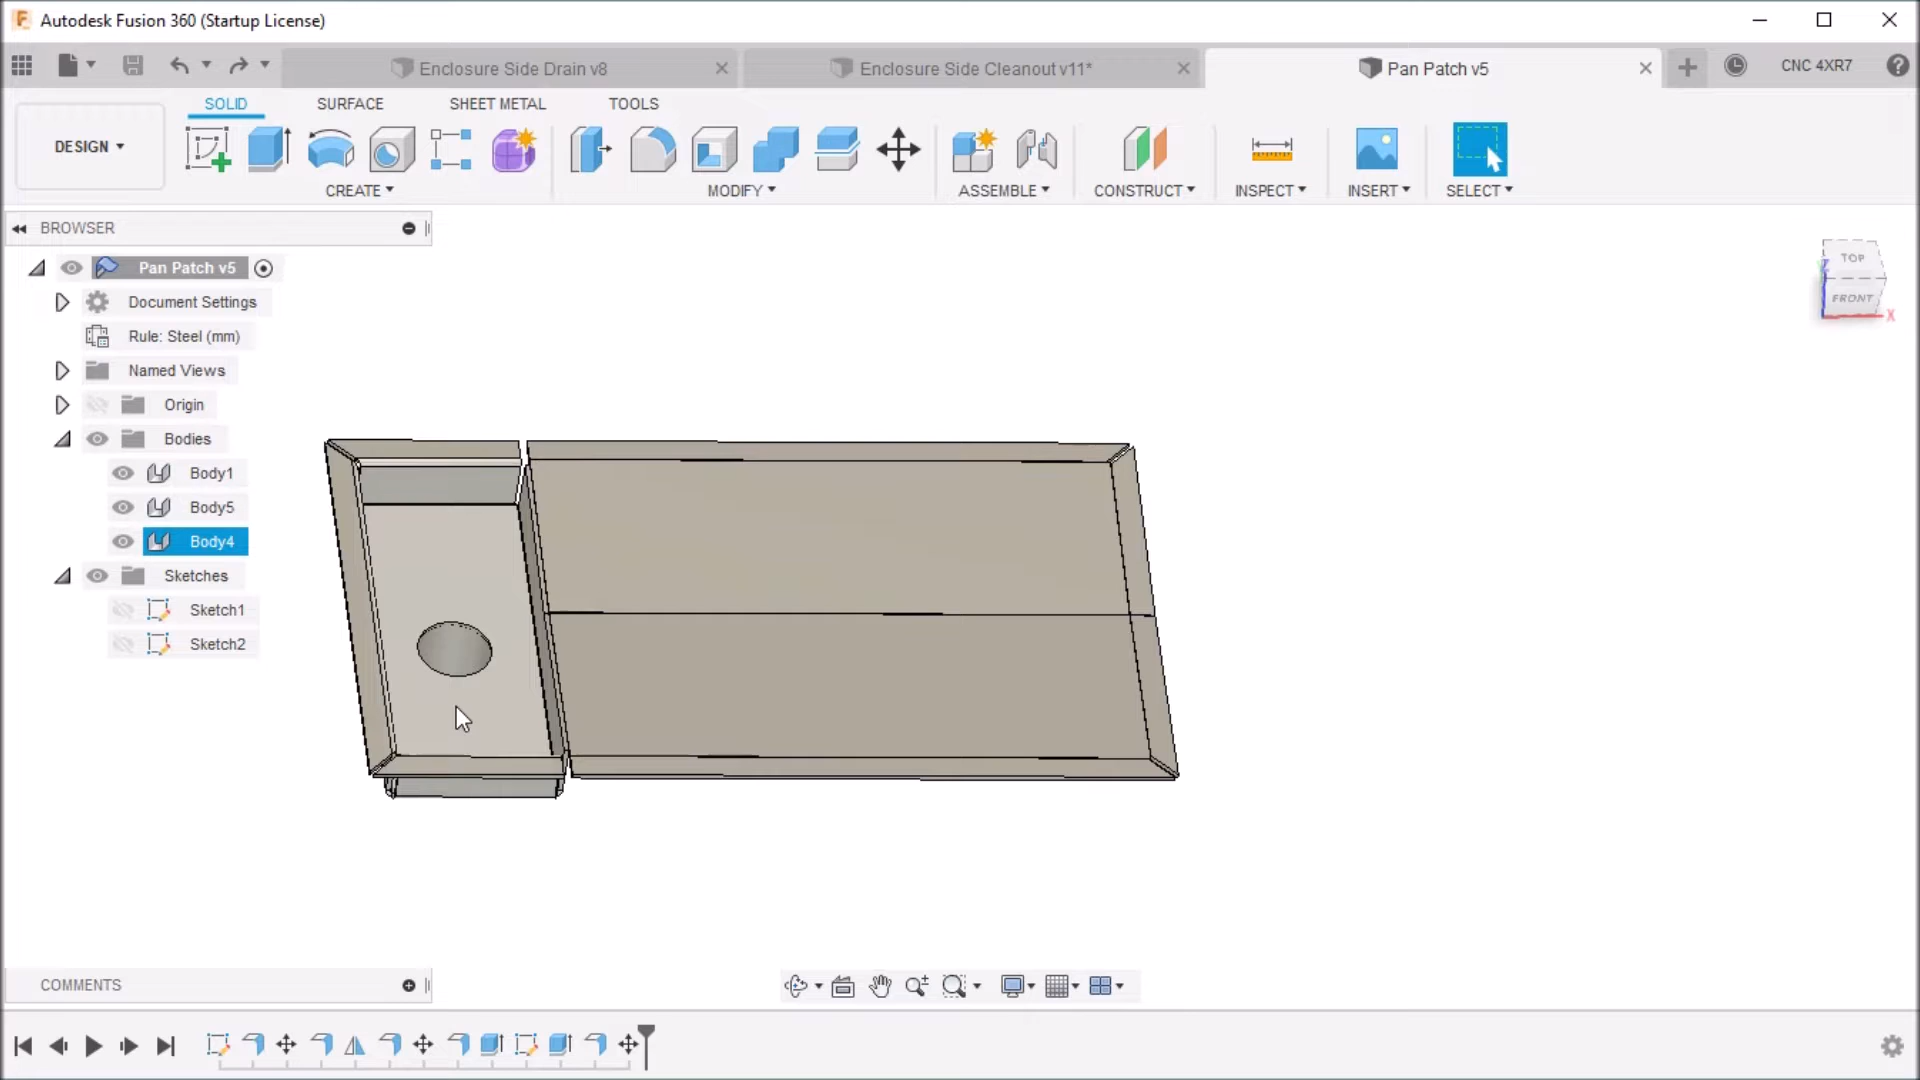 Autodesk Fusion 360 (Startup License)
Enclosure Side Drain v8
Enclosure Side Cleanout v11*
Pan Patch v5
CNC 4XR7
SOLID
SURFACE
SHEET METAL
TOOLS
DESIGN
CREATE
MODIFY
ASSEMBLE
CONSTRUCT
INSPECT
INSERT
SELECT
BROWSER
Pan Patch v5
Document Settings
Rule: Steel (mm)
Named Views
Origin
Bodies
Body1
Body5
Body4
Sketches
Sketch1
Sketch2
TOP
FRONT
Z
X
COMMENTS